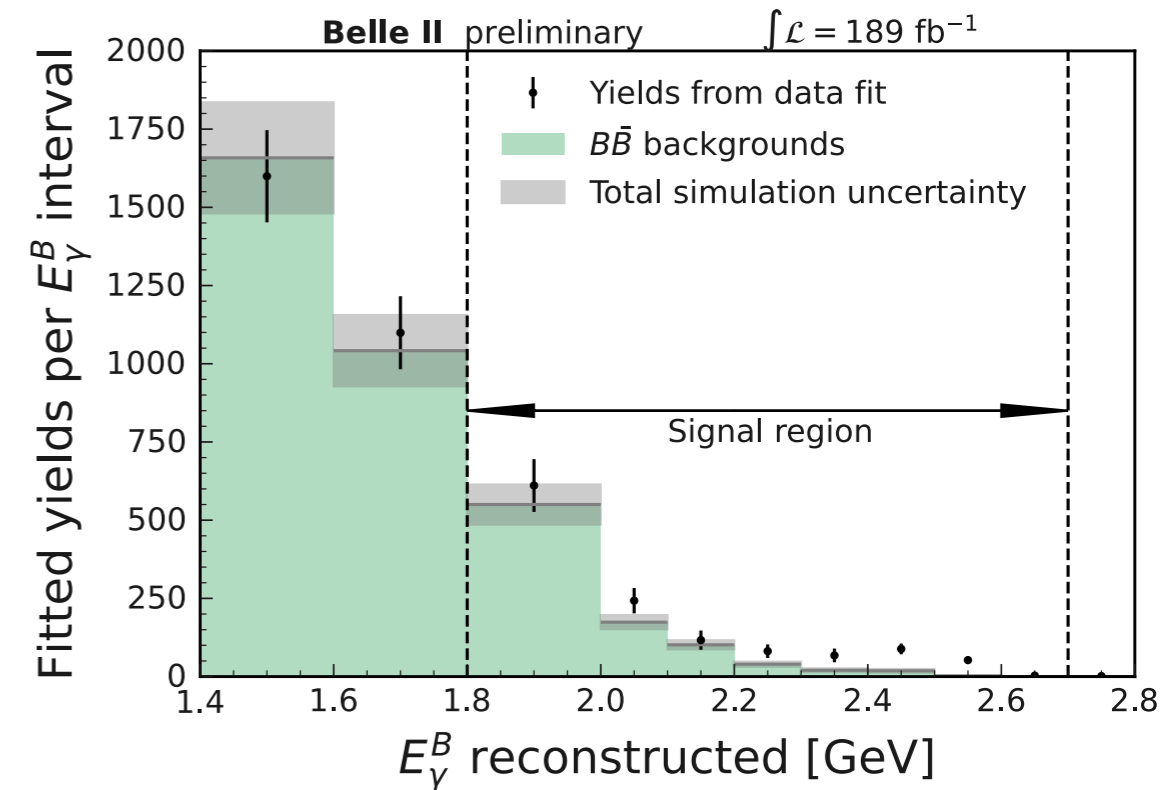 Belle II preliminary ∫ℒ = 189 fb⁻¹
Fitted yields per E_γ^B interval
2000
1750
1500
1250
1000
750
500
250
0
Yields from data fit
BB̄ backgrounds
Total simulation uncertainty
Signal region
1.4 1.6 1.8 2.0 2.2 2.4 2.6 2.8
E_γ^B reconstructed [GeV]